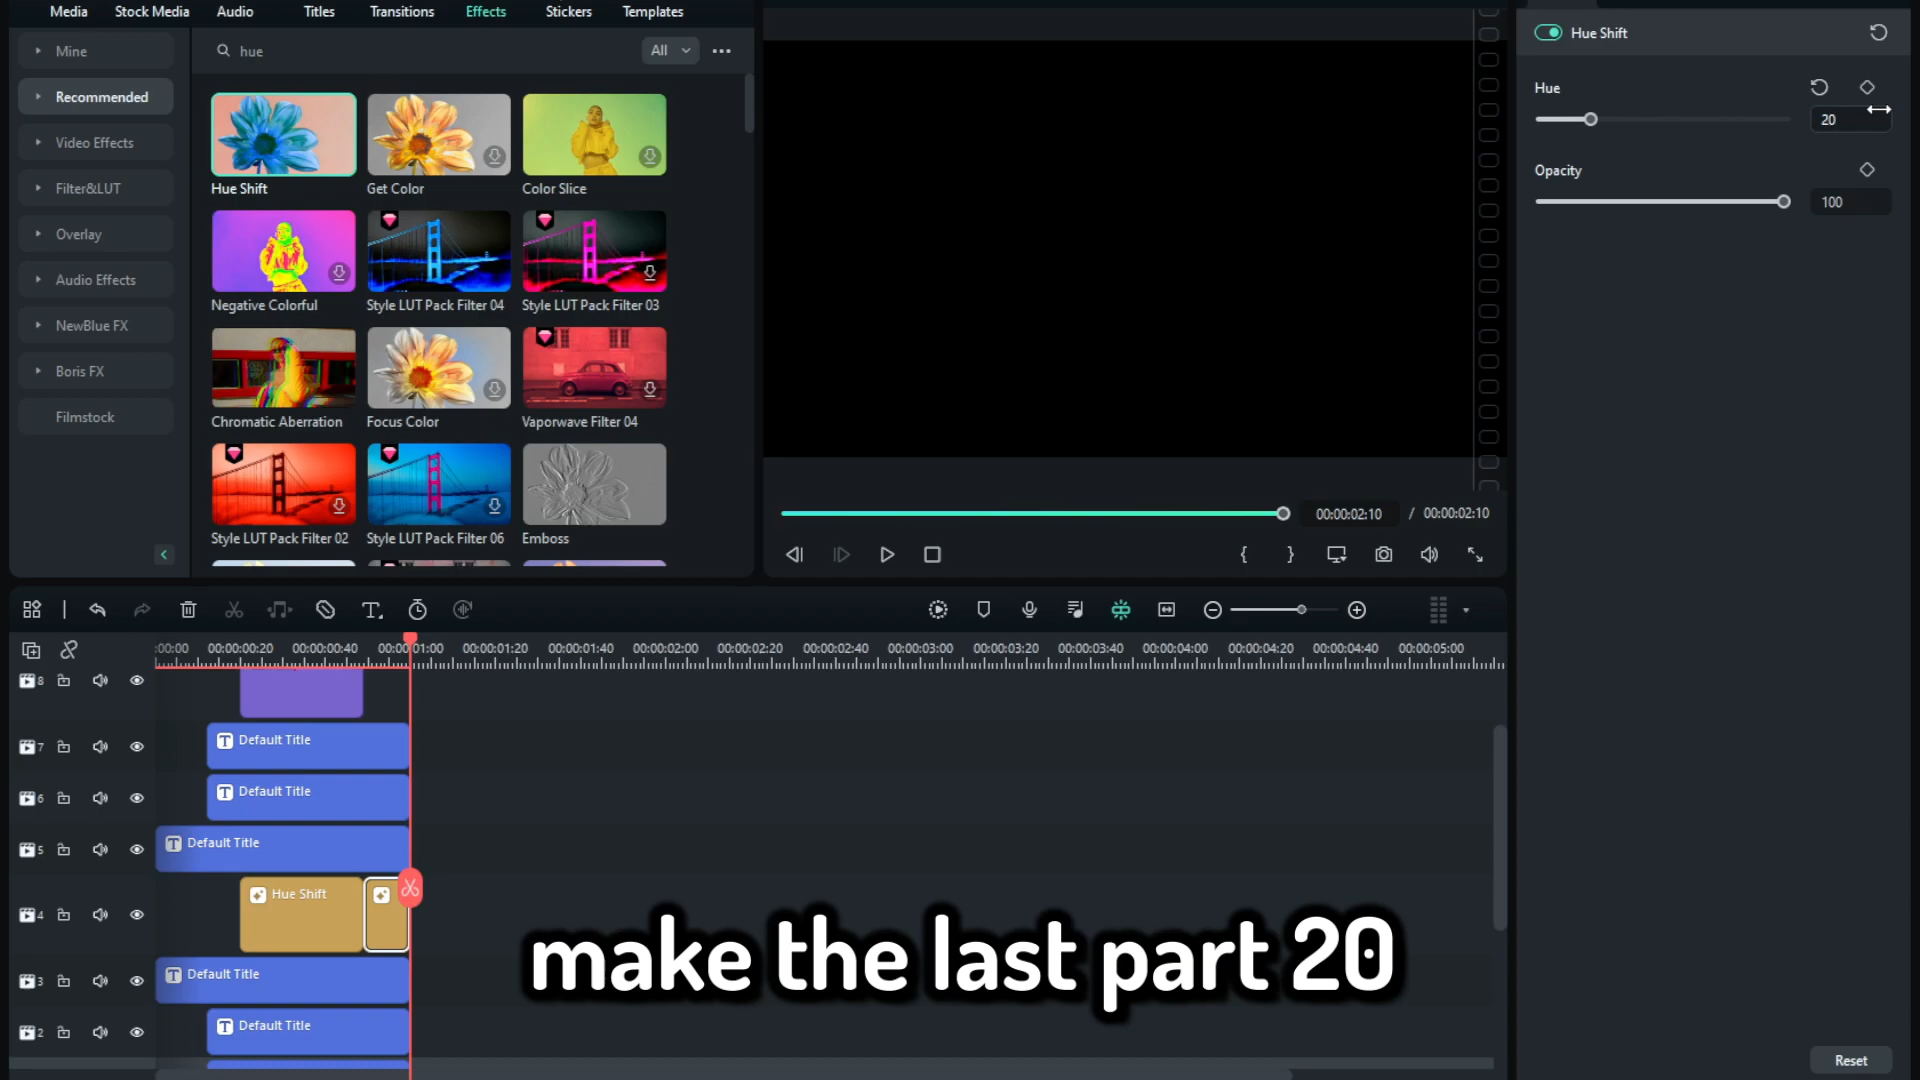 Media Stock Media Audio Titles Transitions Effects Stickers Templates
Mine
Recommended
Video Effects
Filter&LUT
Overlay
Audio Effects
NewBlue FX
Boris FX
Filmstock
hue All
Hue Shift Get Color Color Slice
Negative Colorful Style LUT Pack Filter 04 Style LUT Pack Filter 03
Chromatic Aberration Focus Color Vaporwave Filter 04
Style LUT Pack Filter 02 Style LUT Pack Filter 06 Emboss
00:00:02:10 / 00:00:02:10
Hue Shift
Hue
20
Opacity
100
:00:00 00:00:00:20 00:00:00:40 00:00:01:00 00:00:01:20 00:00:01:40 00:00:02:00 00:00:02:20 00:00:02:40 00:00:03:00 00:00:03:20 00:00:03:40 00:00:04:00 00:00:04:20 00:00:04:40 00:00:05:00
8
7 Default Title
6 Default Title
5 Default Title
4 Hue Shift
3 Default Title
2 Default Title
make the last part 20
Reset